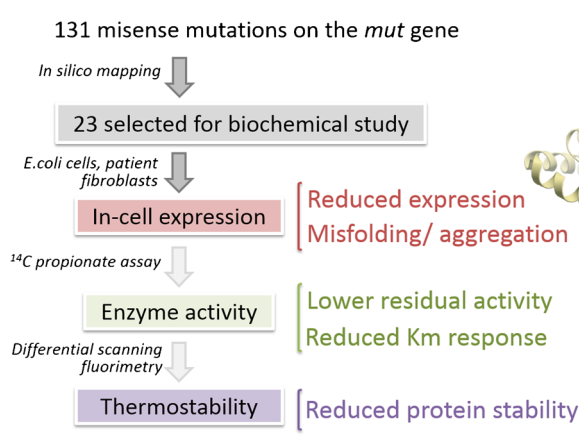 131 misense mutations on the mut gene
In silico mapping
23 selected for biochemical study
E.coli cells, patient
fibroblasts
In-cell expression
Reduced expression
Misfolding/ aggregation
¹⁴C propionate assay
Enzyme activity
Lower residual activity
Reduced Km response
Differential scanning
fluorimetry
Thermostability
Reduced protein stability